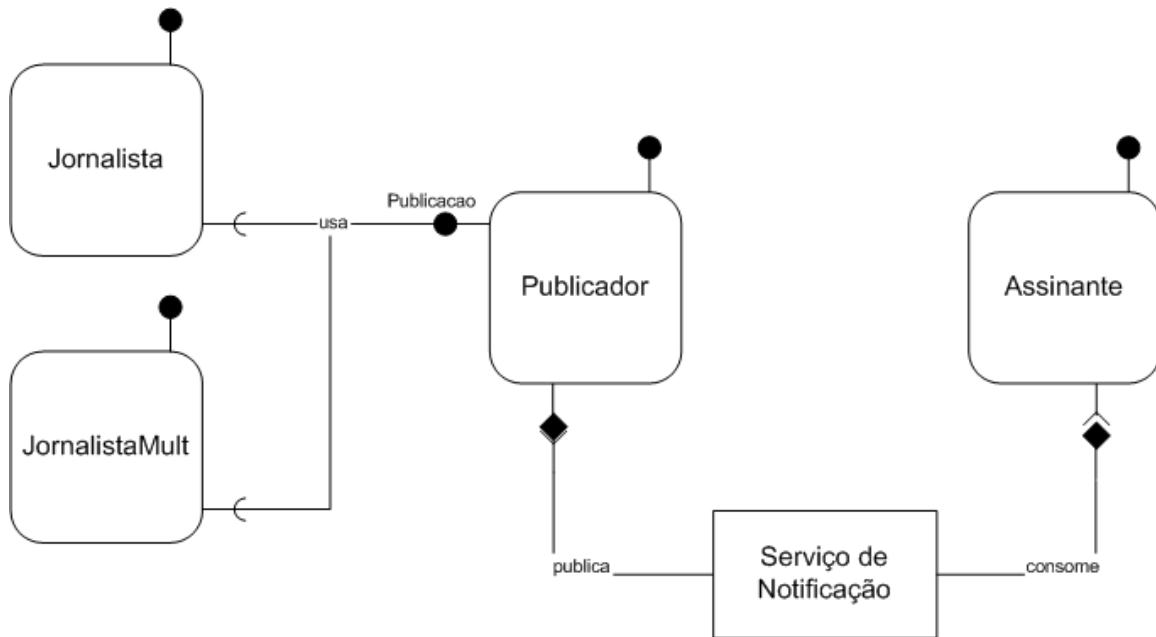 Jornalista
Publicacao
usa
Publicador
Assinante
JornalistaMult
publica
Serviço de
Notificação
consome